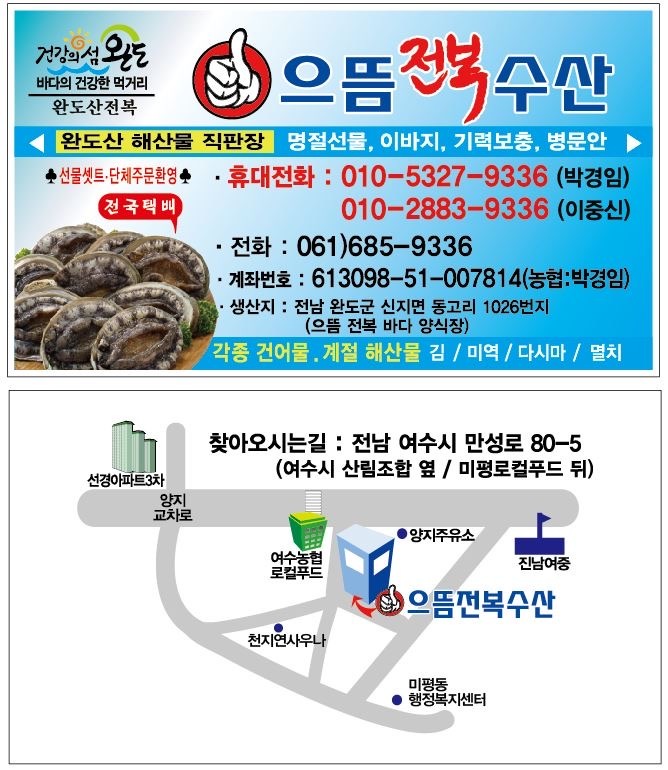 건강의섬 완도
바다의 건강한 먹거리
완도산전복
으뜸전복수산
◀ 완도산 해산물 직판장 명절선물, 이바지, 기력보충, 병문안 ▶
♣선물셋트·단체주문환영♣
전국택배
· 휴대전화 : 010-5327-9336 (박경임)
010-2883-9336 (이중신)
· 전화 : 061)685-9336
· 계좌번호 : 613098-51-007814(농협:박경임)
· 생산지 : 전남 완도군 신지면 동고리 1026번지
(으뜸 전복 바다 양식장)
각종 건어물.계절 해산물 김 / 미역 / 다시마 / 멸치
찾아오시는길 : 전남 여수시 만성로 80-5
(여수시 산림조합 옆 / 미평로컬푸드 뒤)
선경아파트3차
양지
교차로
여수농협
로컬푸드
양지주유소
진남여중
으뜸전복수산
천지연사우나
미평동
행정복지센터